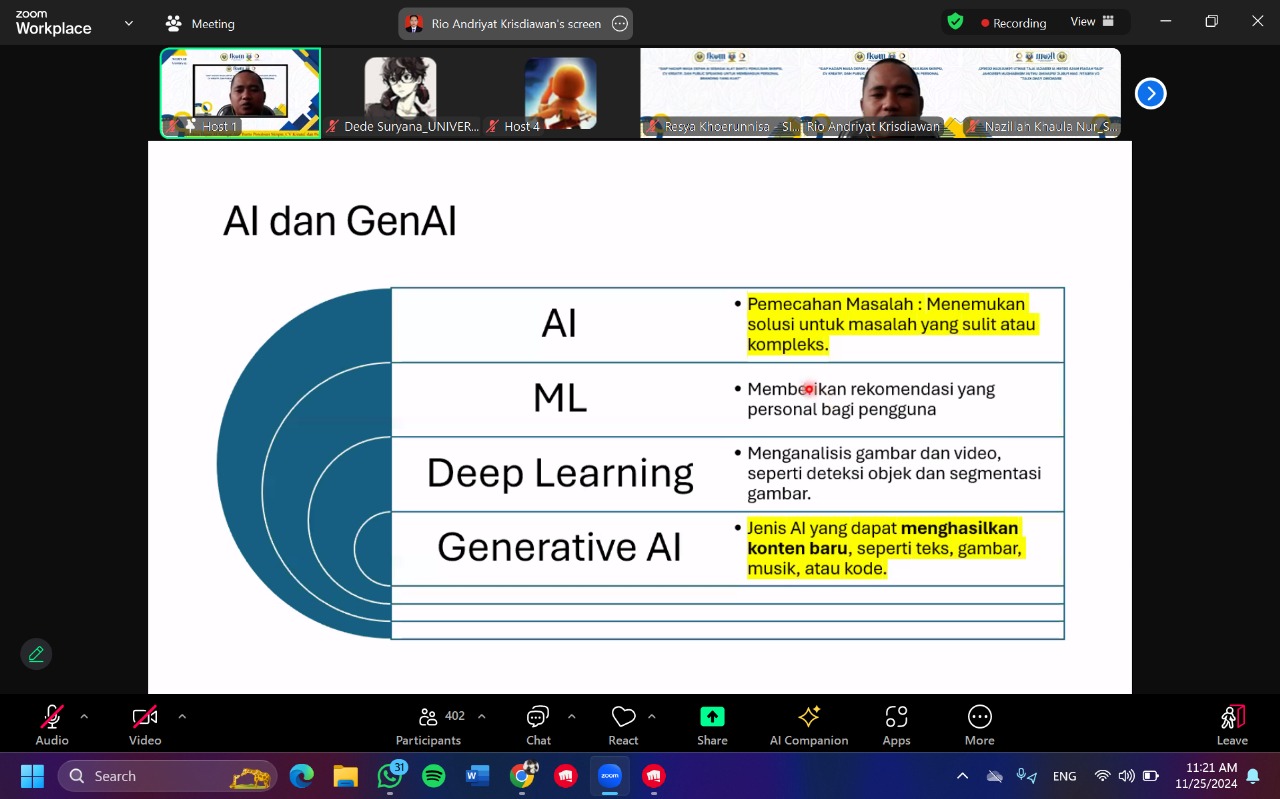 zoom
Workplace
Meeting
Rio Andriyat Krisdiawan's screen
Recording
View
Host 1
Dede Suryana_UNIVER...
Host 4
Resya Khoerunnisa - SI...
Rio Andriyat Krisdiawan
Nazillah Khaula Nur_S...
AI dan GenAI
AI
• Pemecahan Masalah : Menemukan
solusi untuk masalah yang sulit atau
kompleks.
ML
• Memberikan rekomendasi yang
personal bagi pengguna
Deep Learning
• Menganalisis gambar dan video,
seperti deteksi objek dan segmentasi
gambar.
Generative AI
• Jenis AI yang dapat menghasilkan
konten baru, seperti teks, gambar,
musik, atau kode.
Audio
Video
402
Participants
Chat
React
Share
AI Companion
Apps
More
Leave
Search
31
zoom
ENG
11:21 AM
11/25/2024